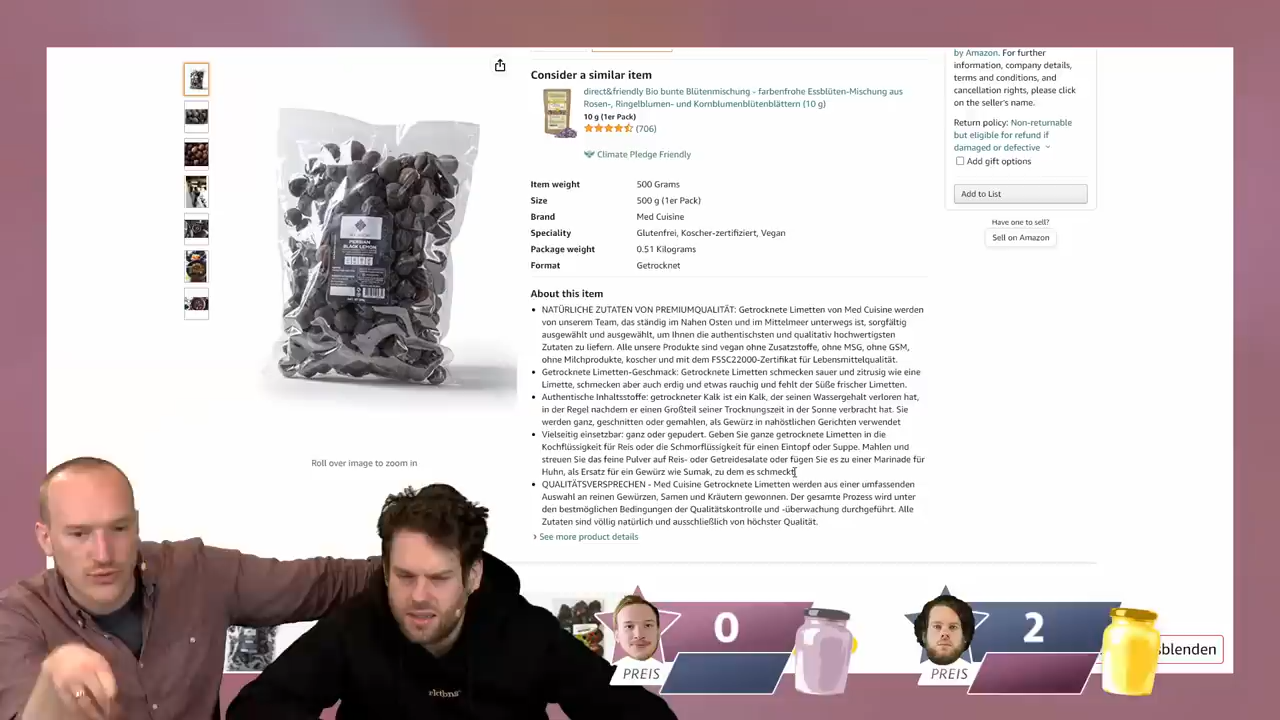 by Amazon. For further
information, company details,
terms and conditions, and
cancellation rights, please click
on the seller's name.
Return policy: Non-returnable
but eligible for refund if
damaged or defective
Add gift options
Add to List
Have one to sell?
Sell on Amazon
Consider a similar item
direct&friendly Bio bunte Blütenmischung - farbenfrohe Essblüten-Mischung aus
Rosen-, Ringelblumen- und Kornblumenblütenblättern (10 g)
10 g (1er Pack)
(706)
Climate Pledge Friendly
Item weight 500 Grams
Size 500 g (1er Pack)
Brand Med Cuisine
Speciality Glutenfrei, Koscher-zertifiziert, Vegan
Package weight 0.51 Kilograms
Format Getrocknet
About this item
NATÜRLICHE ZUTATEN VON PREMIUMQUALITÄT: Getrocknete Limetten von Med Cuisine werden
von unserem Team, das ständig im Nahen Osten und im Mittelmeer unterwegs ist, sorgfältig
ausgewählt und ausgewählt, um Ihnen die authentischsten und qualitativ hochwertigsten
Zutaten zu liefern. Alle unsere Produkte sind vegan ohne Zusatzstoffe, ohne MSG, ohne GSM,
ohne Milchprodukte, koscher und mit dem FSSC22000-Zertifikat für Lebensmittelqualität.
Getrocknete Limetten-Geschmack: Getrocknete Limetten schmecken sauer und zitrusig wie eine
Limette, schmecken aber auch erdig und etwas rauchig und fehlt der Süße frischer Limetten.
Authentische Inhaltsstoffe: getrockneter Kalk ist ein Kalk, der seinen Wassergehalt verloren hat,
in der Regel nachdem er einen Großteil seiner Trocknungszeit in der Sonne verbracht hat. Sie
werden ganz, geschnitten oder gemahlen, als Gewürz in nahöstlichen Gerichten verwendet
Vielseitig einsetzbar: ganz oder gepudert. Geben Sie ganze getrocknete Limetten in die
Kochflüssigkeit für Reis oder die Schmorflüssigkeit für einen Eintopf oder Suppe. Mahlen und
streuen Sie das feine Pulver auf Reis- oder Getreidesalate oder fügen Sie es zu einer Marinade für
Huhn, als Ersatz für ein Gewürz wie Sumak, zu dem es schmeckt.
QUALITÄTSVERSPRECHEN - Med Cuisine Getrocknete Limetten werden aus einer umfassenden
Auswahl an reinen Gewürzen, Samen und Kräutern gewonnen. Der gesamte Prozess wird unter
den bestmöglichen Bedingungen der Qualitätskontrolle und -überwachung durchgeführt. Alle
Zutaten sind völlig natürlich und ausschließlich von höchster Qualität.
See more product details
PERSIAN
BLACK LEMON
Roll over image to zoom in
0
PREIS
2
PREIS
sblenden